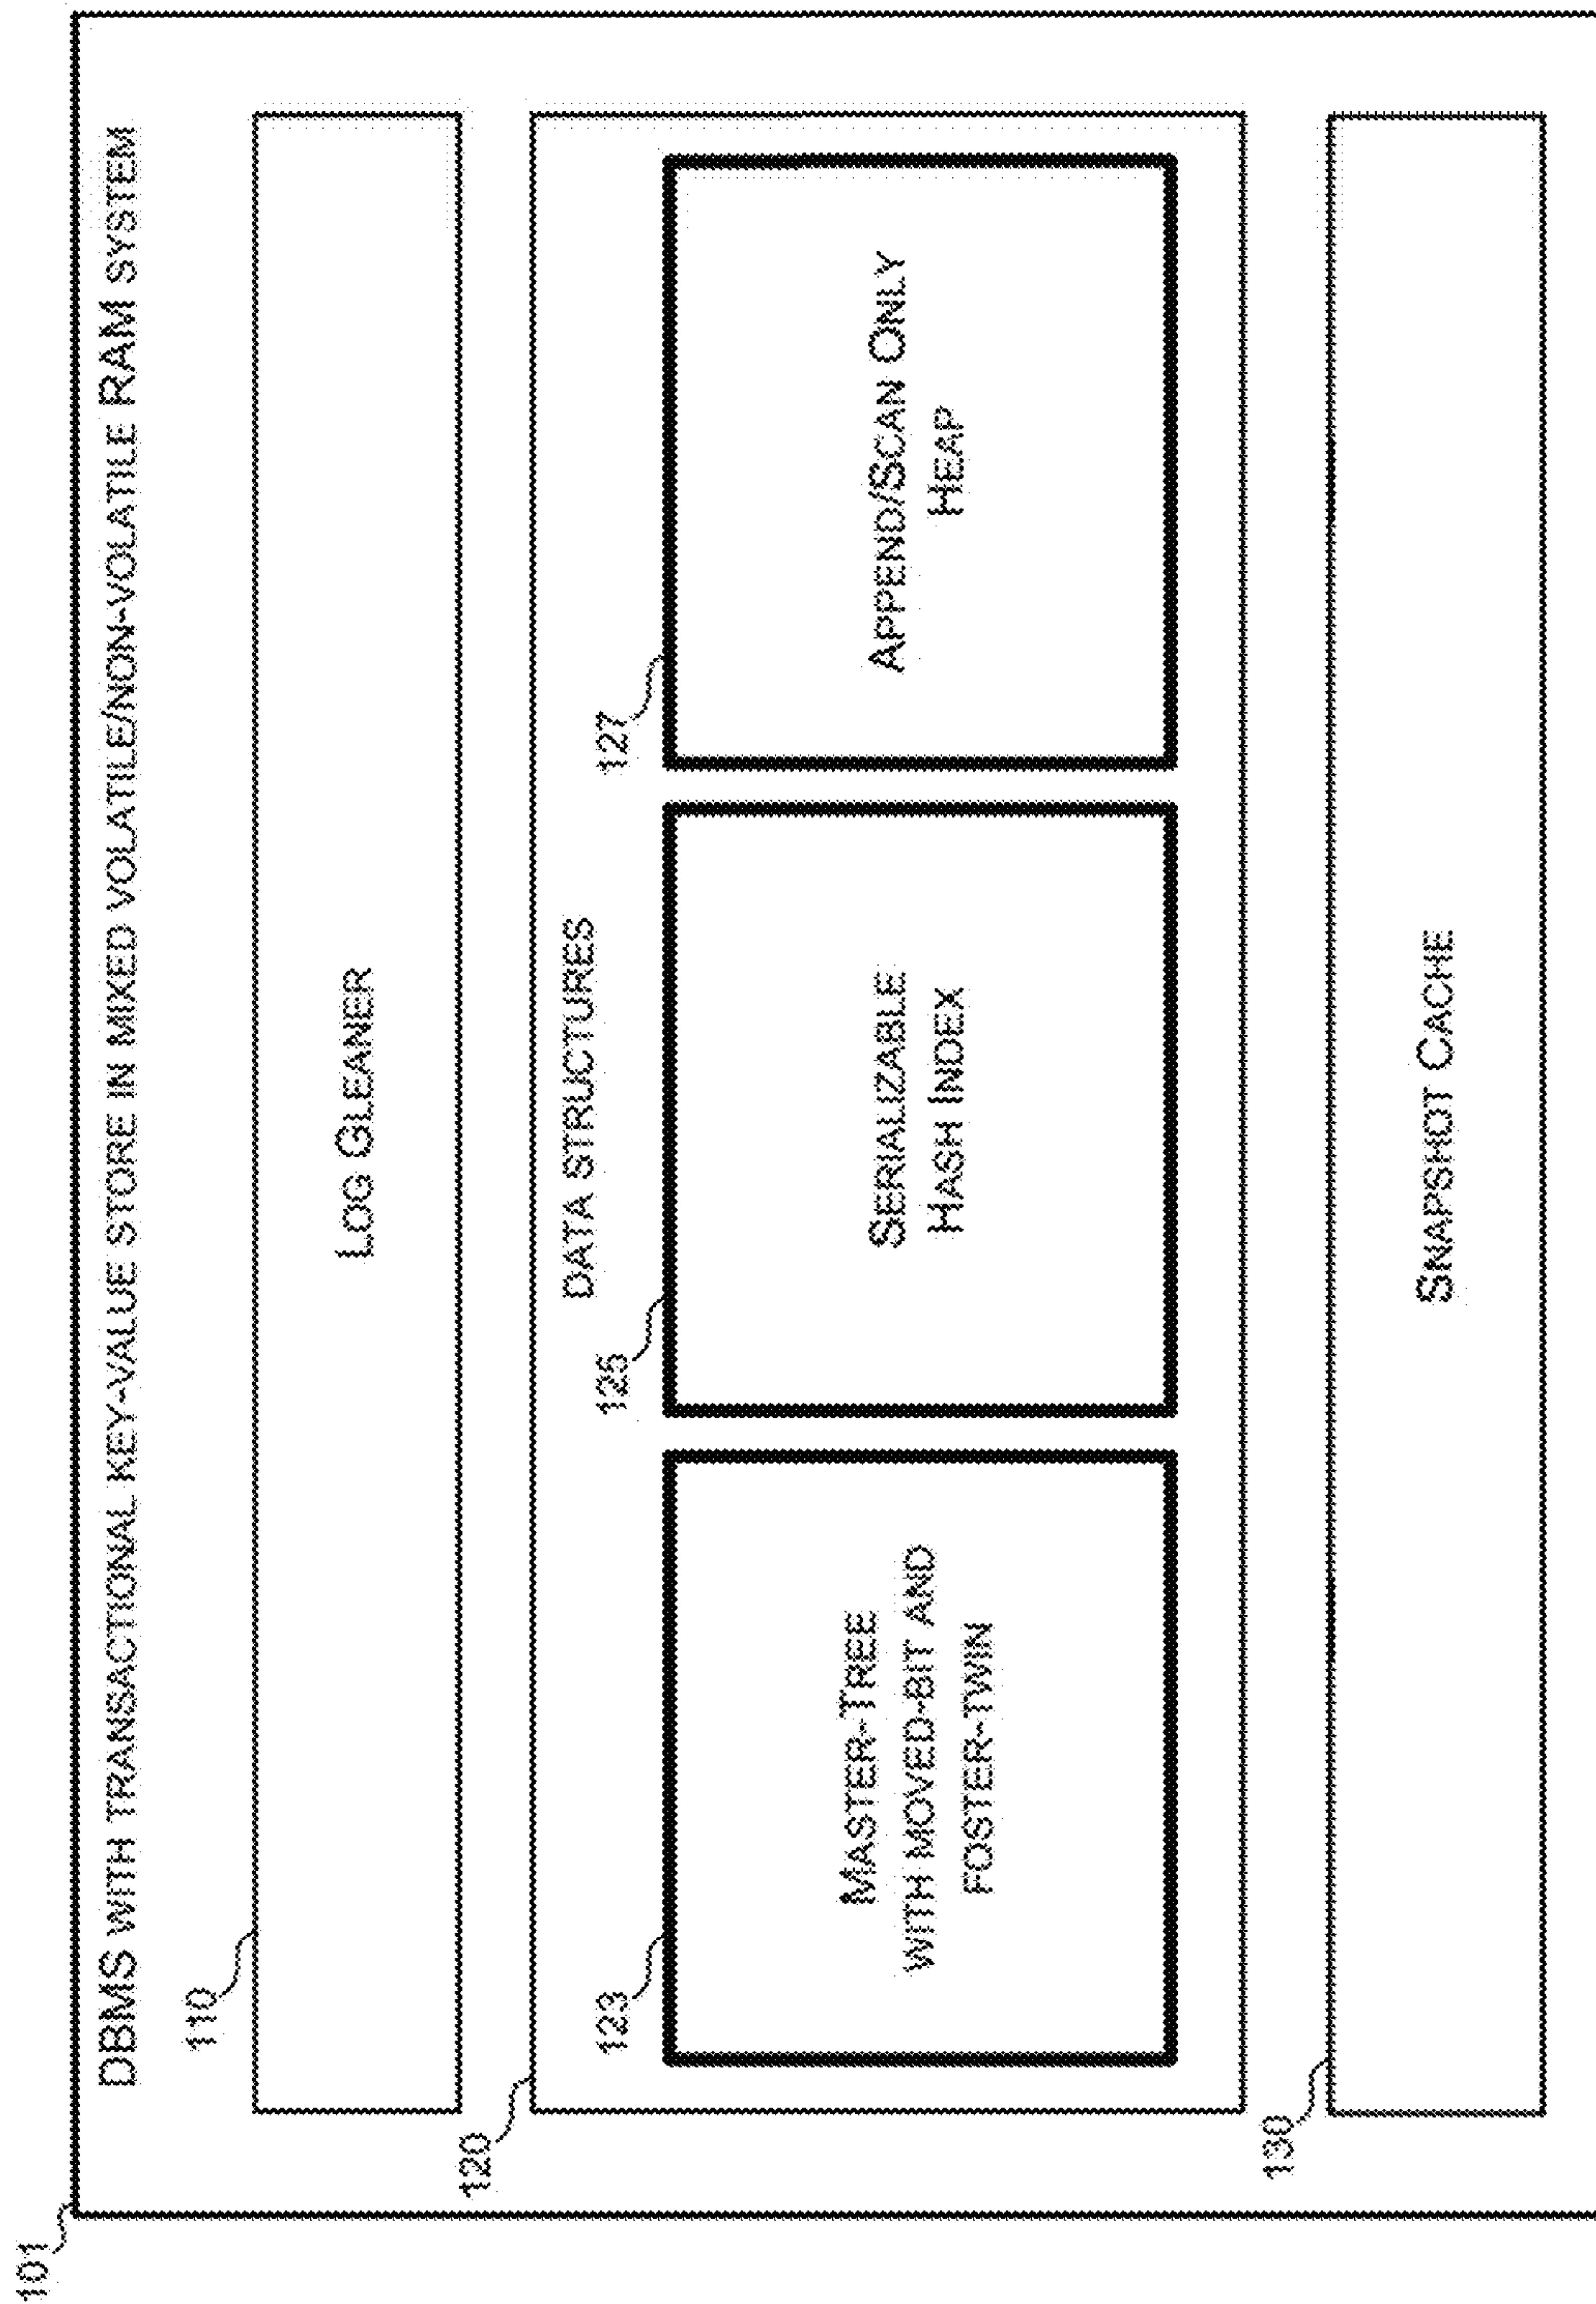 101
DBMS WITH TRANSACTIONAL KEY-VALUE STORE IN MIXED VOLATILE/NON-VOLATILE RAM SYSTEM
110
LOG GLEANER
120
DATA STRUCTURES
123
MASTER-TREE
WITH MOVED-BIT AND
FOSTER-TWIN
125
SERIALIZABLE
HASH INDEX
127
APPEND/SCAN ONLY
HEAP
130
SNAPSHOT CACHE